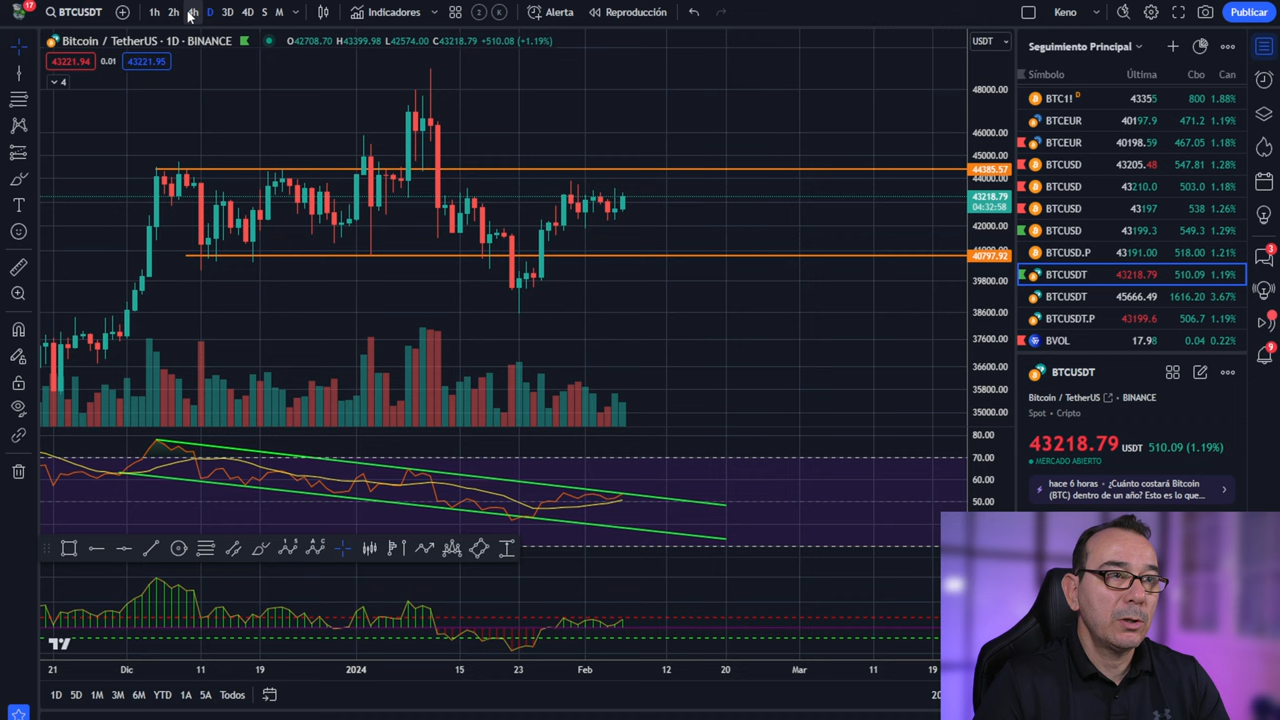 17
BTCUSDT
1h 2h 4h D 3D 4D S M
Indicadores
2 K
Alerta
Reproducción
Keno
Publicar
Bitcoin / TetherUS · 1D · BINANCE
O42708.70 H43399.98 L42574.00 C43218.79 +510.08 (+1.19%)
USDT
43221.94 0.01 43221.95
4
48000.00
46000.00
45000.00
44385.57
44000.00
43218.79
04:32:58
42000.00
40797.92
39800.00
38600.00
37600.00
36600.00
35800.00
35000.00
80.00
70.00
60.00
50.00
21 Dic 11 19 2024 15 23 Feb 12 20 Mar 11 19
1D 5D 1M 3M 6M YTD 1A 5A Todos
Seguimiento Principal
Símbolo Última Cbo Can
BTC1! D 43355 800 1.88%
BTCEUR 40197.9 471.2 1.19%
BTCEUR 40198.59 467.05 1.18%
BTCUSD 43205.48 547.81 1.28%
BTCUSD 43210.0 503.0 1.18%
BTCUSD 43197 538 1.26%
BTCUSD 43199.3 549.3 1.29%
BTCUSD.P 43191.00 518.00 1.21%
BTCUSDT 43218.79 510.09 1.19%
BTCUSDT 45666.49 1616.20 3.67%
BTCUSDT.P 43199.6 506.7 1.19%
BVOL 17.98 0.04 0.22%
BTCUSDT
Bitcoin / TetherUS · BINANCE
Spot · Cripto
43218.79 USDT 510.09 (1.19%)
MERCADO ABIERTO
hace 6 horas · ¿Cuánto costará Bitcoin
(BTC) dentro de un año? Esto es lo que...
3
9